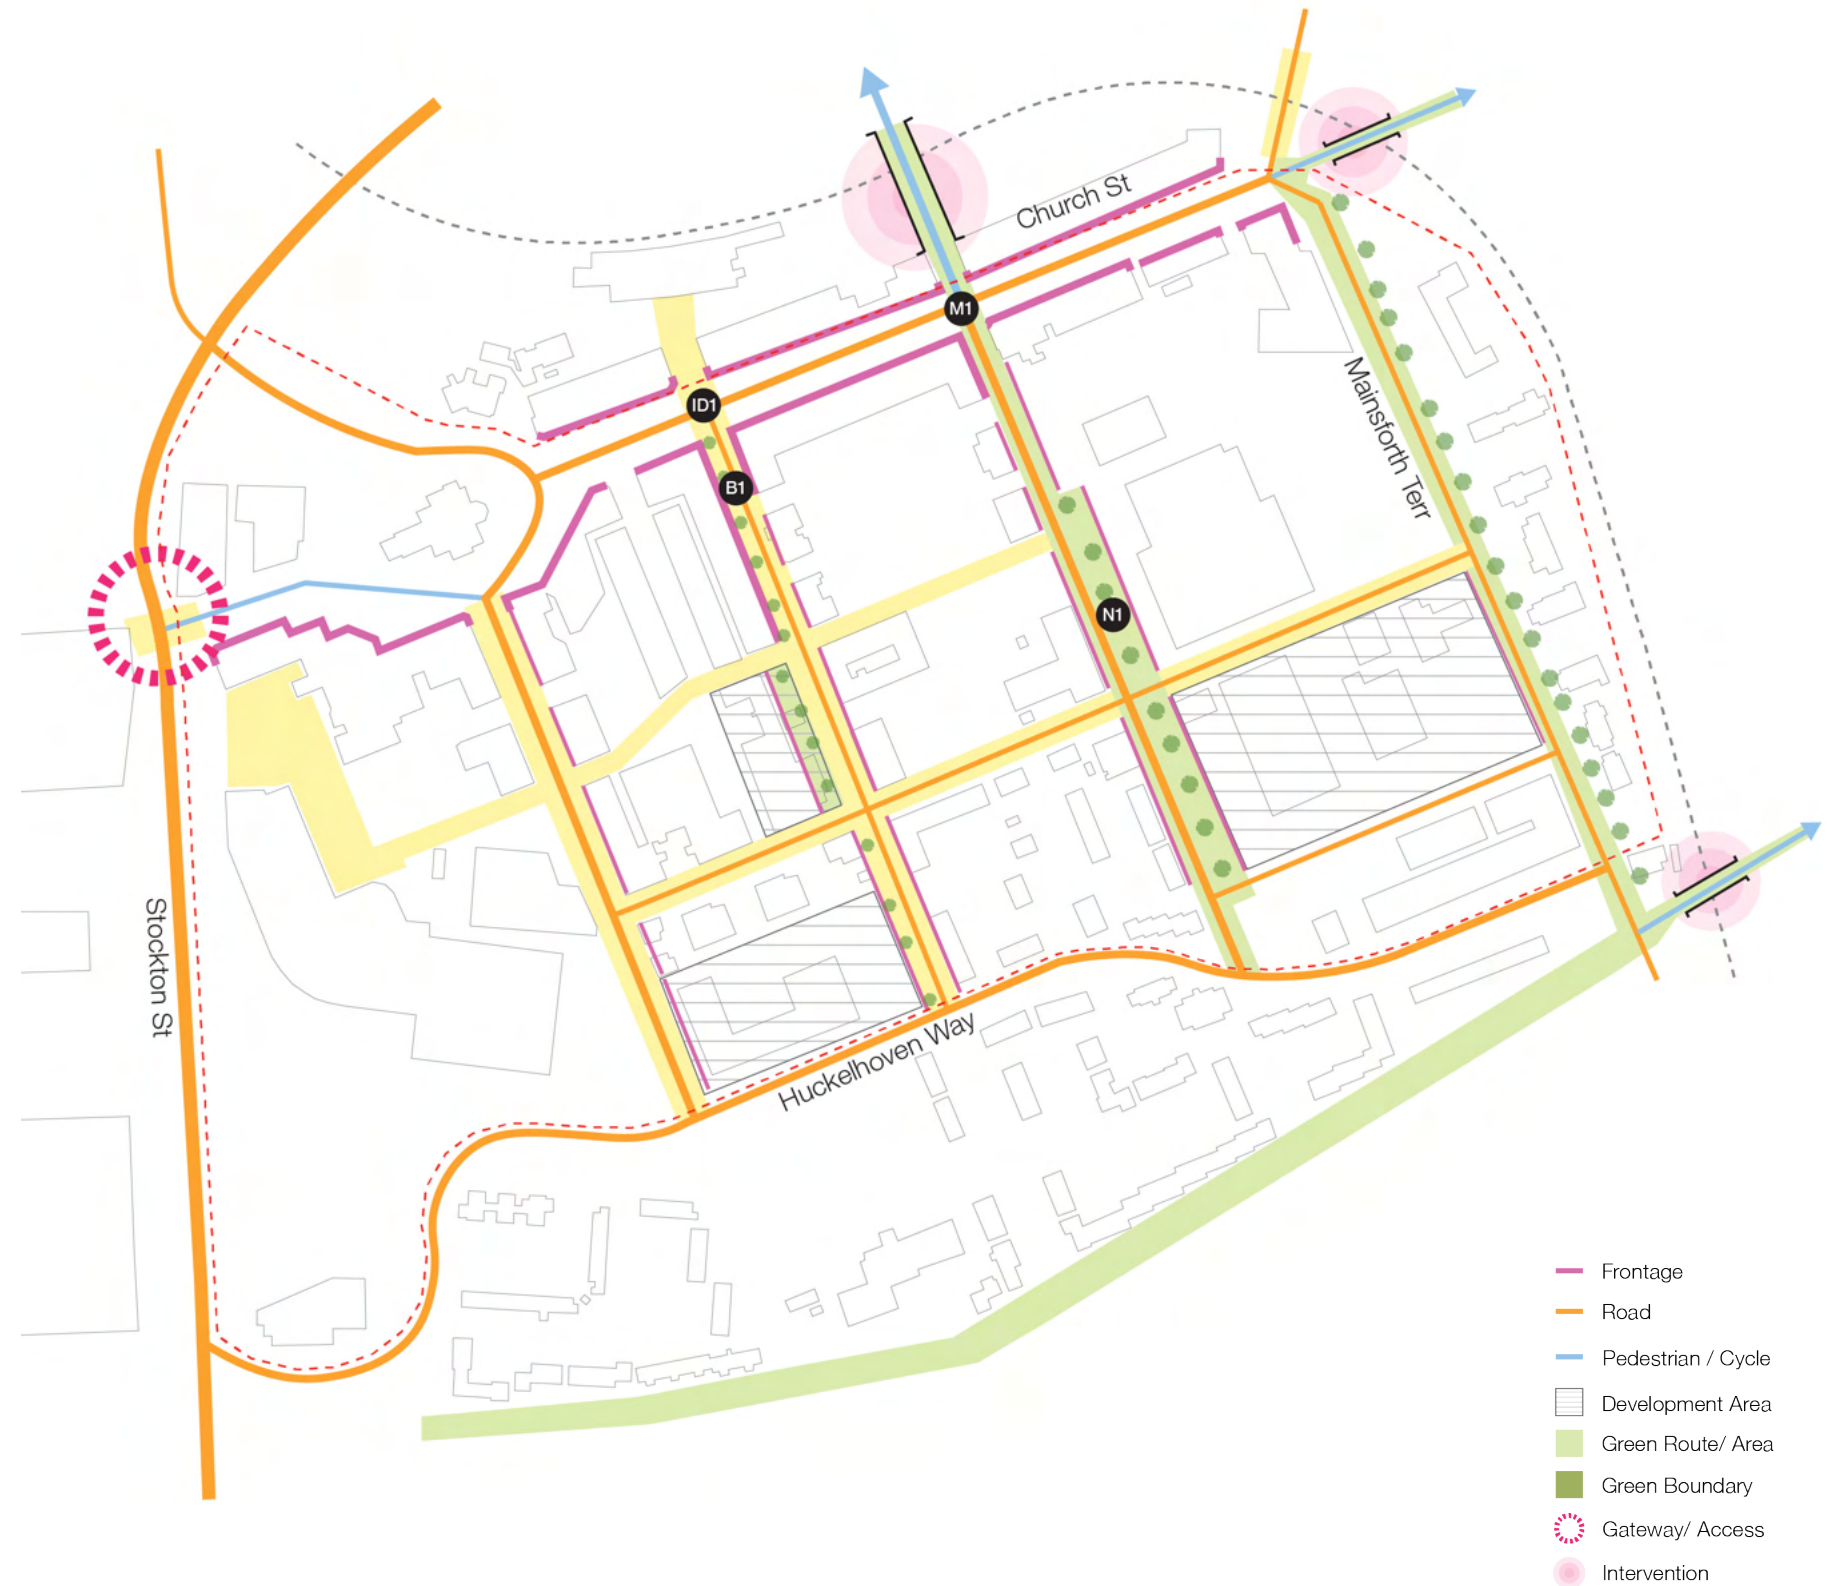 Church St
M1
Mainsforth Terr
ID1
B1
N1
Stockton St
Huckelhoven Way
Frontage
Road
Pedestrian / Cycle
Development Area
Green Route/ Area
Green Boundary
Gateway/ Access
Intervention